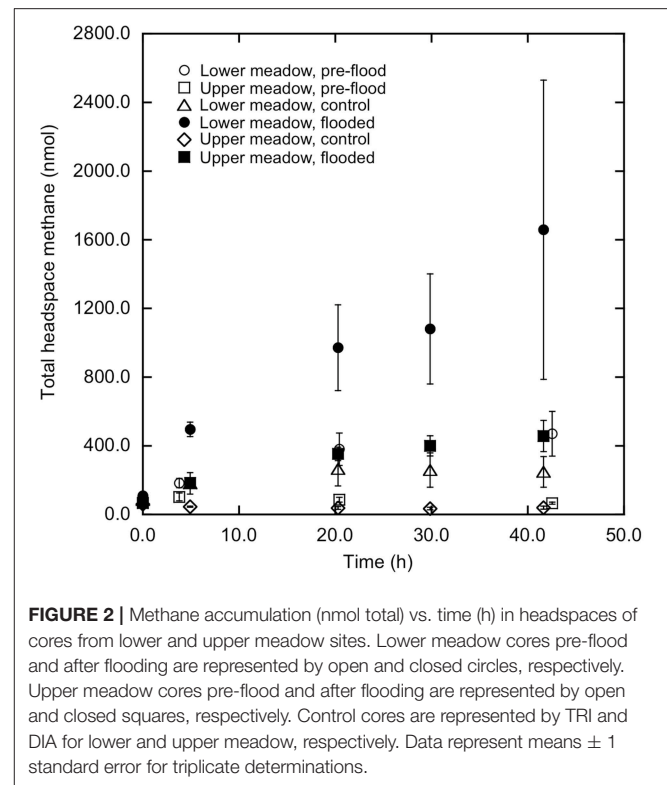 2800.0
2400.0
2000.0
1600.0
1200.0
800.0
400.0
0.0
Total headspace methane (nmol)
Lower meadow, pre-flood
Upper meadow, pre-flood
Lower meadow, control
Lower meadow, flooded
Upper meadow, control
Upper meadow, flooded
0.0 10.0 20.0 30.0 40.0 50.0
Time (h)
FIGURE 2 | Methane accumulation (nmol total) vs. time (h) in headspaces of
cores from lower and upper meadow sites. Lower meadow cores pre-flood
and after flooding are represented by open and closed circles, respectively.
Upper meadow cores pre-flood and after flooding are represented by open
and closed squares, respectively. Control cores are represented by TRI and
DIA for lower and upper meadow, respectively. Data represent means ± 1
standard error for triplicate determinations.